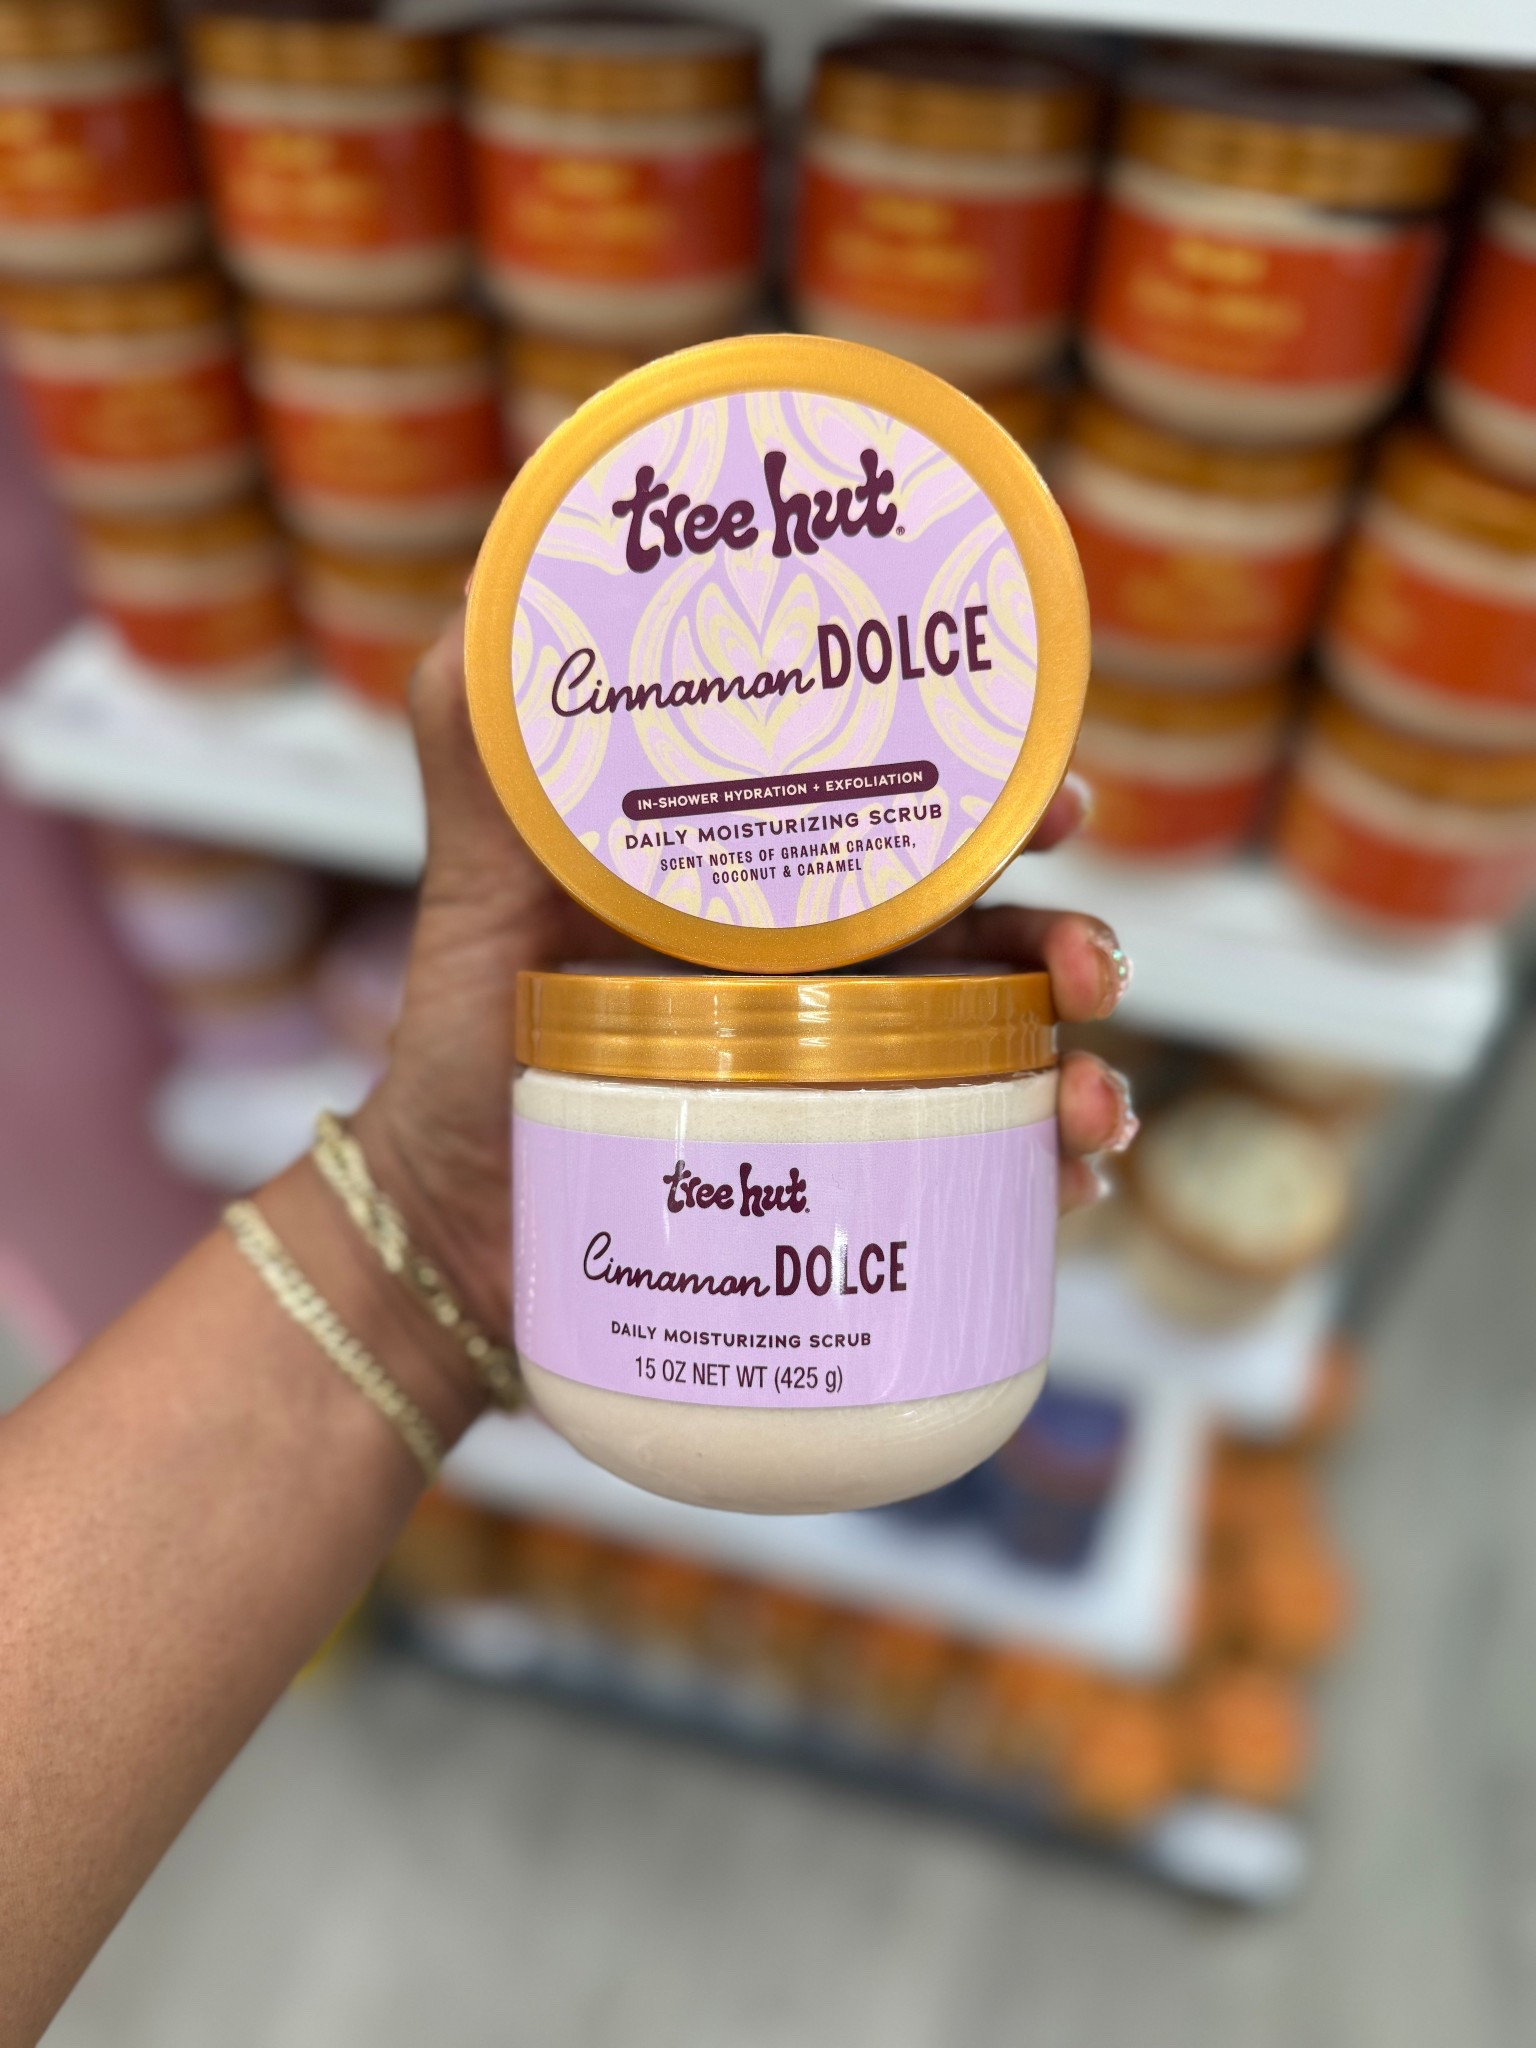 tree hut®
Cinnamon DOLCE
IN-SHOWER HYDRATION + EXFOLIATION
DAILY MOISTURIZING SCRUB
SCENT NOTES OF GRAHAM CRACKER,
COCONUT & CARAMEL
tree hut®
Cinnamon DOLCE
DAILY MOISTURIZING SCRUB
15 OZ NET WT (425 g)